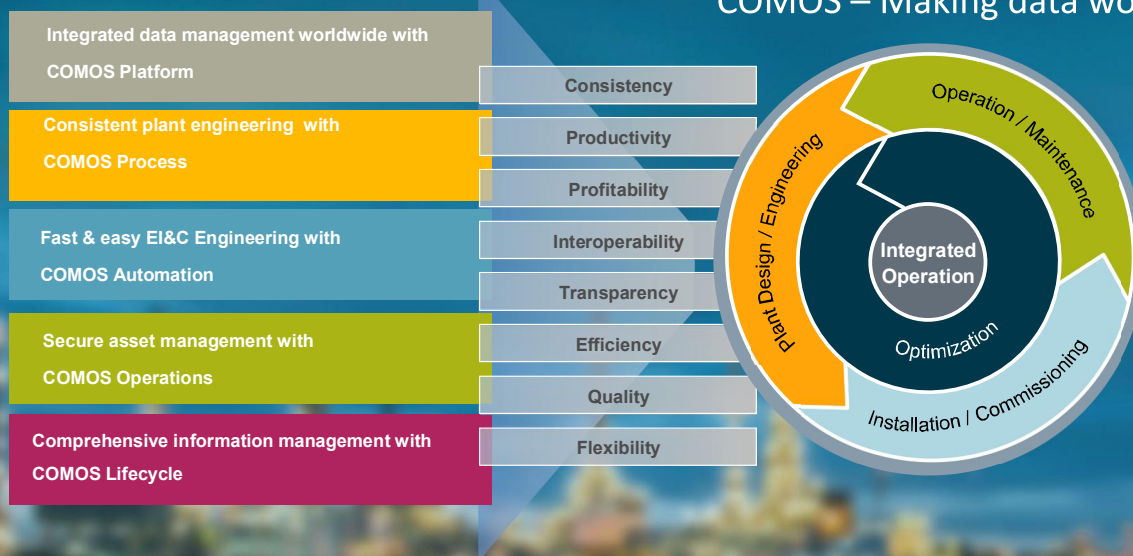 COMOS – Making data wo
Integrated data management worldwide with
COMOS Platform
Consistent plant engineering with
COMOS Process
Fast & easy EI&C Engineering with
COMOS Automation
Secure asset management with
COMOS Operations
Comprehensive information management with
COMOS Lifecycle
Consistency
Productivity
Profitability
Interoperability
Transparency
Efficiency
Quality
Flexibility
Plant Design / Engineering
Operation / Maintenance
Installation / Commissioning
Integrated
Operation
Optimization